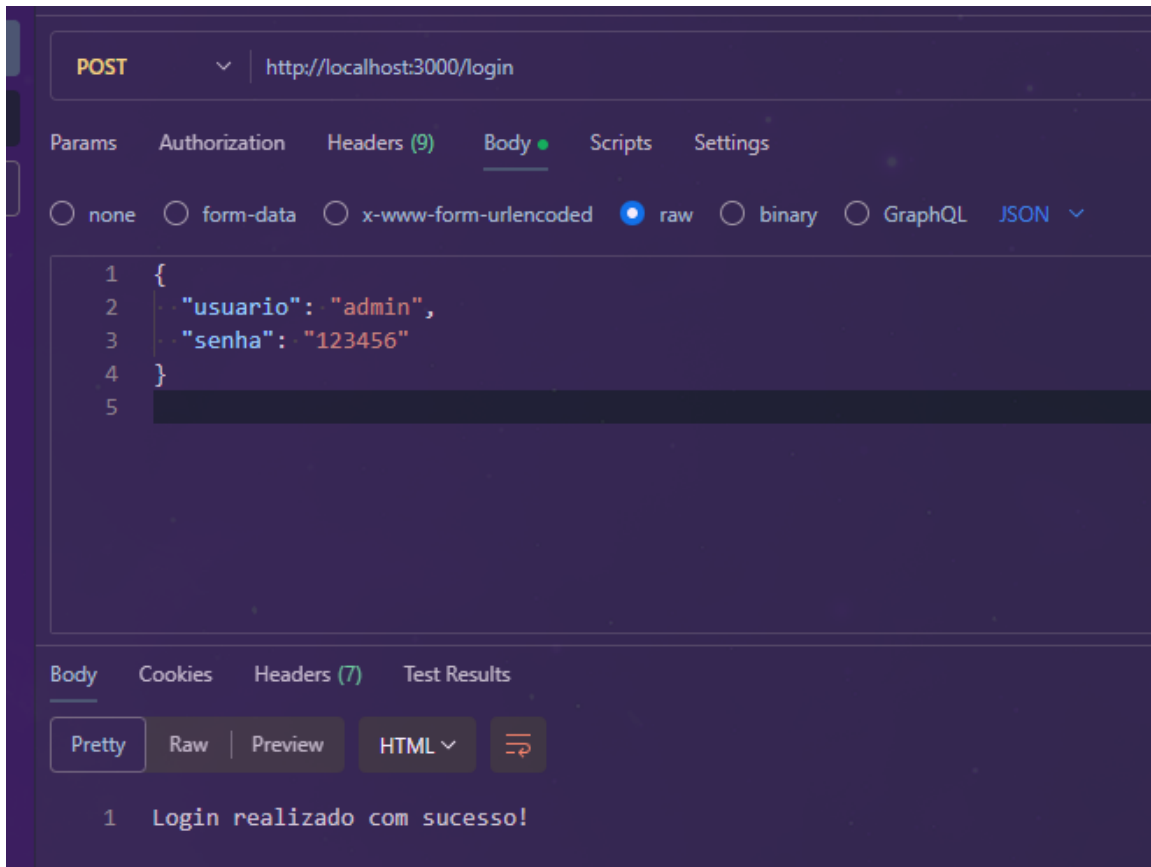 POST http://localhost:3000/login
Params Authorization Headers (9) Body Scripts Settings
none form-data x-www-form-urlencoded raw binary GraphQL JSON
1 {
2 "usuario": "admin",
3 "senha": "123456"
4 }
5
Body Cookies Headers (7) Test Results
Pretty Raw Preview HTML
1 Login realizado com sucesso!